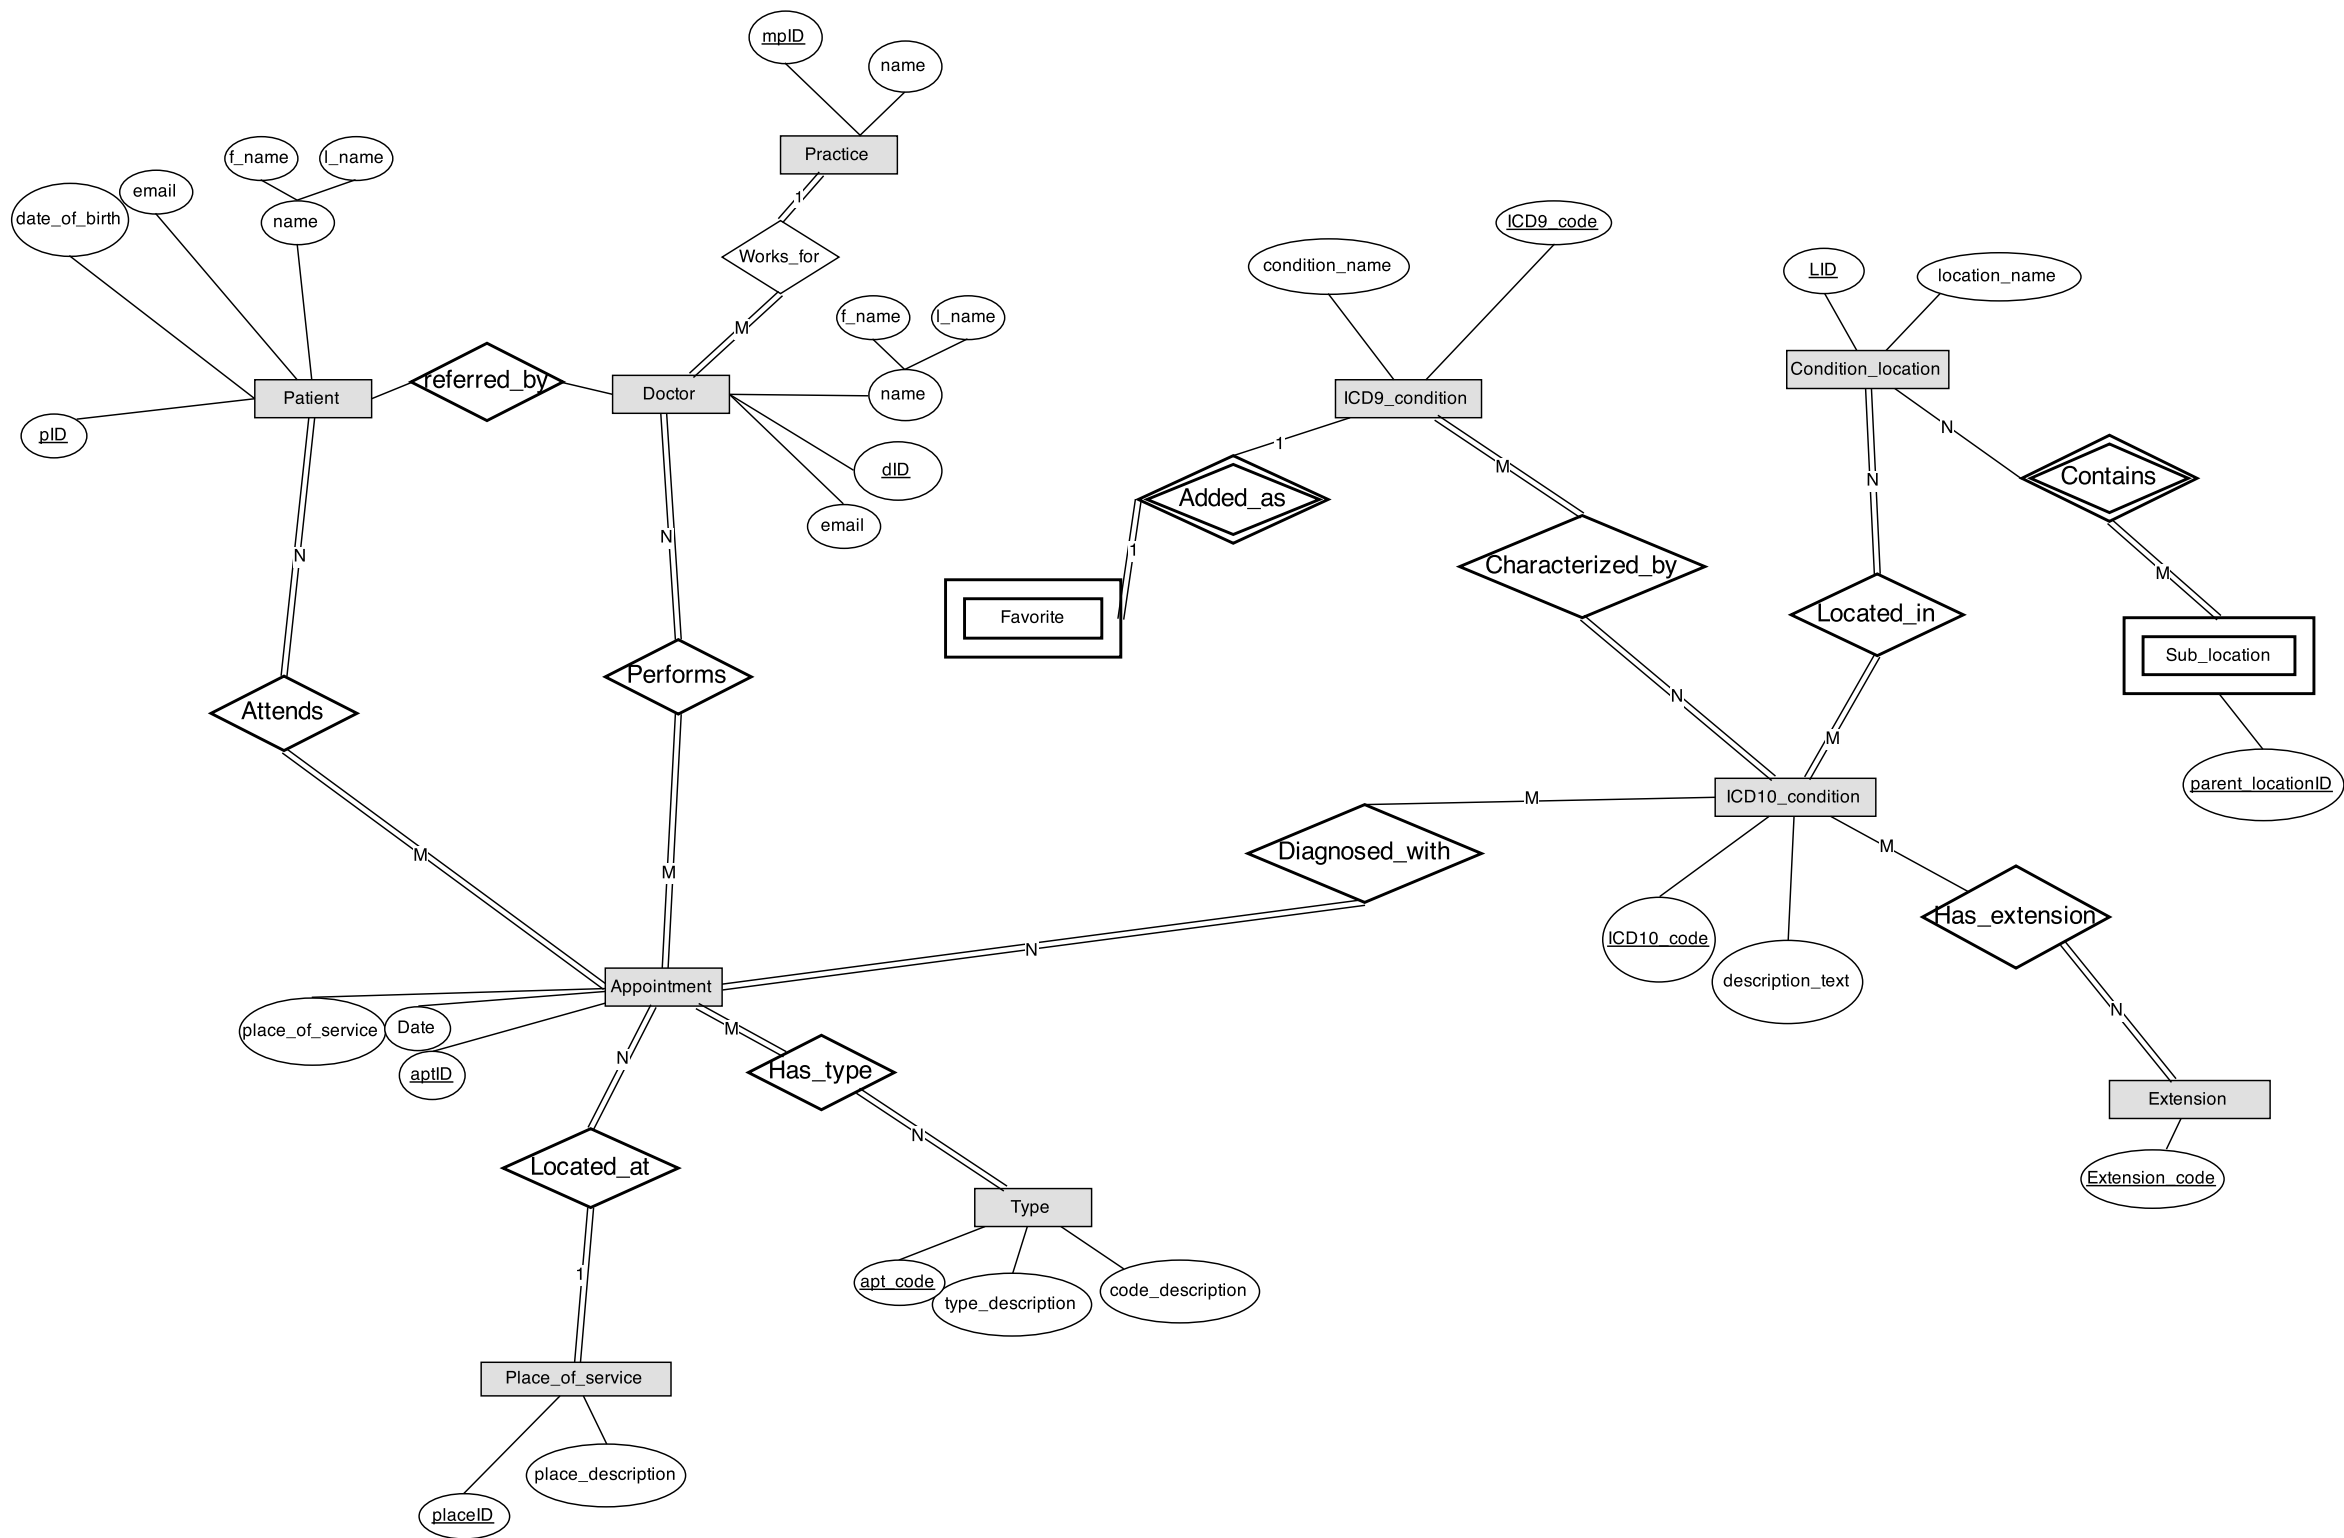 mpID
name
Practice
f_name
l_name
email
date_of_birth
name
1
Works_for
M
ICD9_code
condition_name
LID
location_name
f_name
l_name
referred_by
Patient
Doctor
name
pID
dID
email
ICD9_condition
Condition_location
N
1
M
N
Contains
Added_as
N
N
1
Characterized_by
M
Favorite
Located_in
Sub_location
Performs
Attends
N
M
parent_locationID
M
ICD10_condition
M
M
M
Diagnosed_with
N
Has_extension
ICD10_code
description_text
N
Appointment
place_of_service
Date
aptID
M
N
Has_type
N
Extension
Extension_code
Located_at
Type
1
apt_code
type_description
code_description
Place_of_service
place_description
placeID